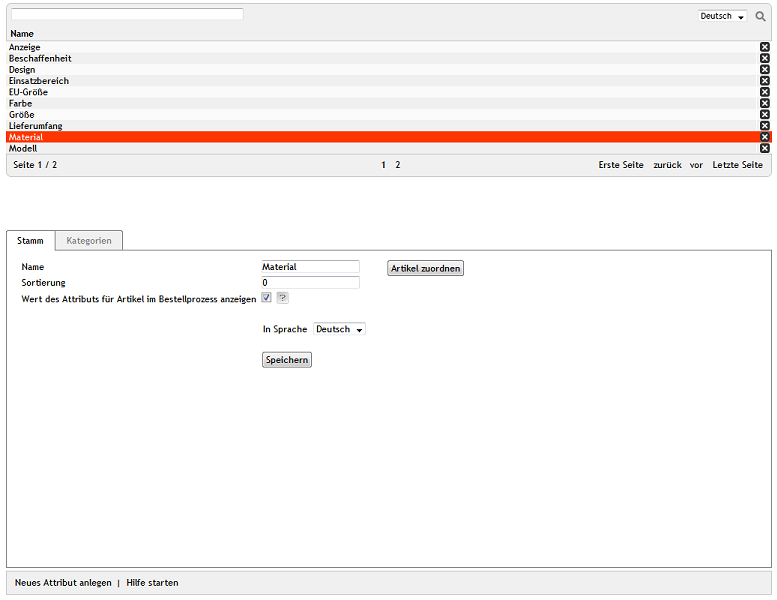 Deutsch
Name
Anzeige
Beschaffenheit
Design
Einsatzbereich
EU-Größe
Farbe
Größe
Lieferumfang
Material
Modell
Seite 1 / 2 1 2 Erste Seite zurück vor Letzte Seite
Stamm Kategorien
Name Material Artikel zuordnen
Sortierung 0
Wert des Attributs für Artikel im Bestellprozess anzeigen ?
In Sprache Deutsch
Speichern
Neues Attribut anlegen | Hilfe starten